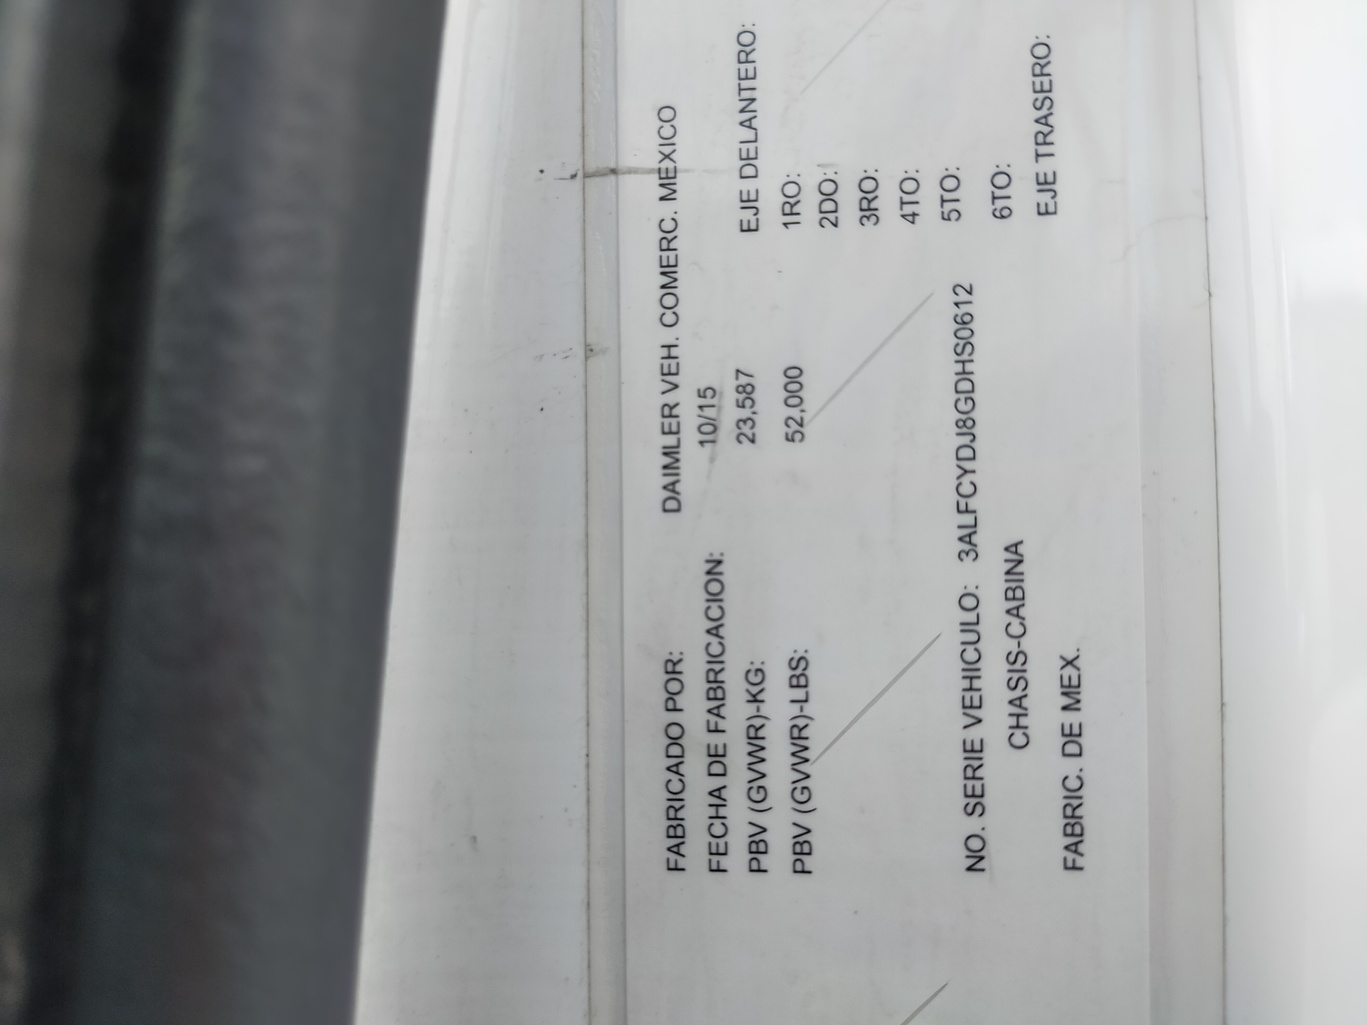 FABRICADO POR: DAIMLER VEH. COMERC. MEXICO
FECHA DE FABRICACION: 10/15
PBV (GVWR)-KG: 23,587 EJE DELANTERO:
PBV (GVWR)-LBS: 52,000 1RO:
2DO:
3RO:
4TO:
NO. SERIE VEHICULO: 3ALFCYDJ8GDHS0612 5TO:
CHASIS-CABINA 6TO:
FABRIC. DE MEX. EJE TRASERO: